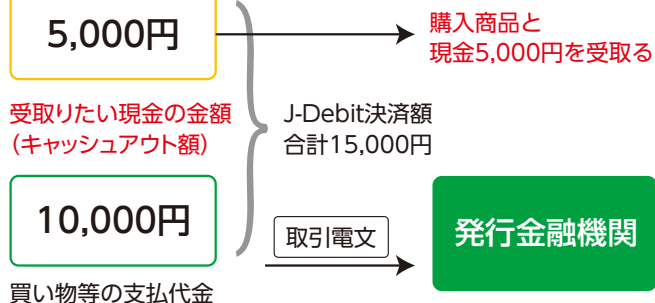 5,000円
購入商品と
現金5,000円を受取る
受取りたい現金の金額
（キャッシュアウト額）
J-Debit決済額
合計15,000円
10,000円
取引電文
発行金融機関
買い物等の支払代金